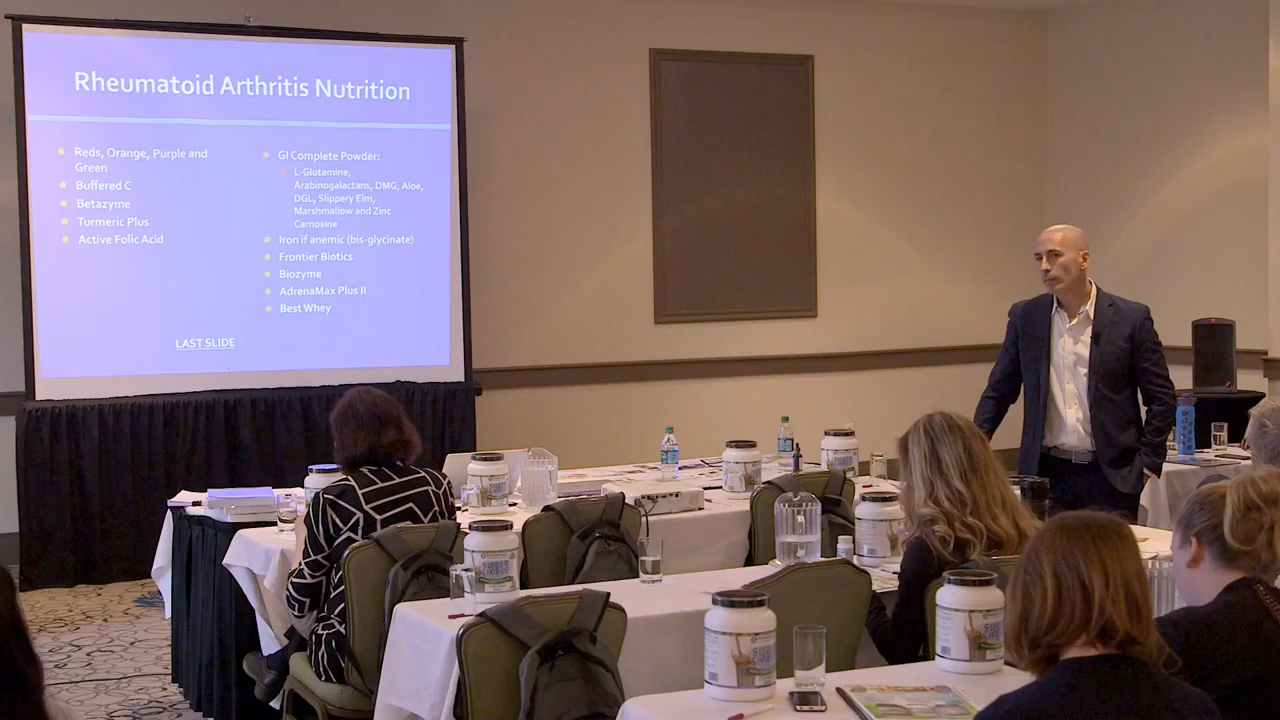 Rheumatoid Arthritis Nutrition
Reds, Orange, Purple and
Green
Buffered C
Betazyme
Turmeric Plus
Active Folic Acid
GI Complete Powder:
L-Glutamine,
Arabinogalactans, DMG, Aloe,
DGL, Slippery Elm,
Marshmallow and Zinc
Carnosine
Iron if anemic (bis-glycinate)
Frontier Biotics
Biozyme
AdrenaMax Plus II
Best Whey
LAST SLIDE